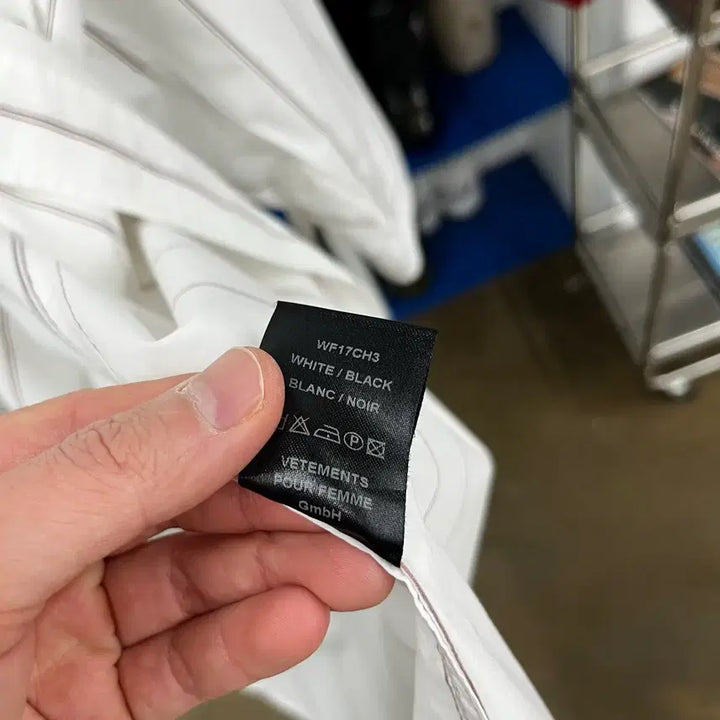 WF17CH3
WHITE / BLACK
BLANC / NOIR
P
VETEMENTS
POUR FEMME
GmbH